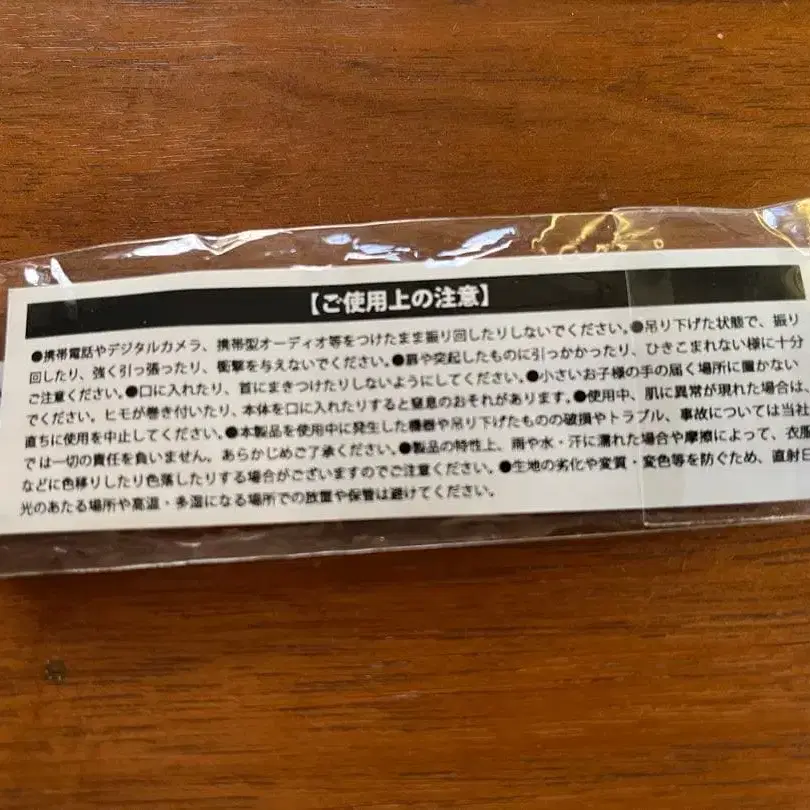 【ご使用上の注意】
●携帯電話やデジタルカメラ、携帯型オーディオ等をつけたまま振り回したりしないでください。●吊り下げた状態で、振り
回したり、強く引っ張ったり、衝撃を与えないでください。●扉や突起したものに引っかかったり、ひきこまれない様に十分
ご注意ください。●口に入れたり、首にまきつけたりしないようにしてください。●小さいお子様の手の届く場所に置かない
でください。ヒモが巻き付いたり、本体を口に入れたりすると窒息のおそれがあります。●使用中、肌に異常が現れた場合は、
直ちに使用を中止してください。●本製品を使用中に発生した機器や吊り下げたものの破損やトラブル、事故については当社
では一切の責任を負いません。あらかじめご了承ください。●製品の特性上、雨や水・汗に濡れた場合や摩擦によって、衣服
などに色移りしたり色落したりする場合がございますのでご注意ください。●生地の劣化や変質・変色等を防ぐため、直射日
光のあたる場所や高温・多湿になる場所での放置や保管は避けてください。